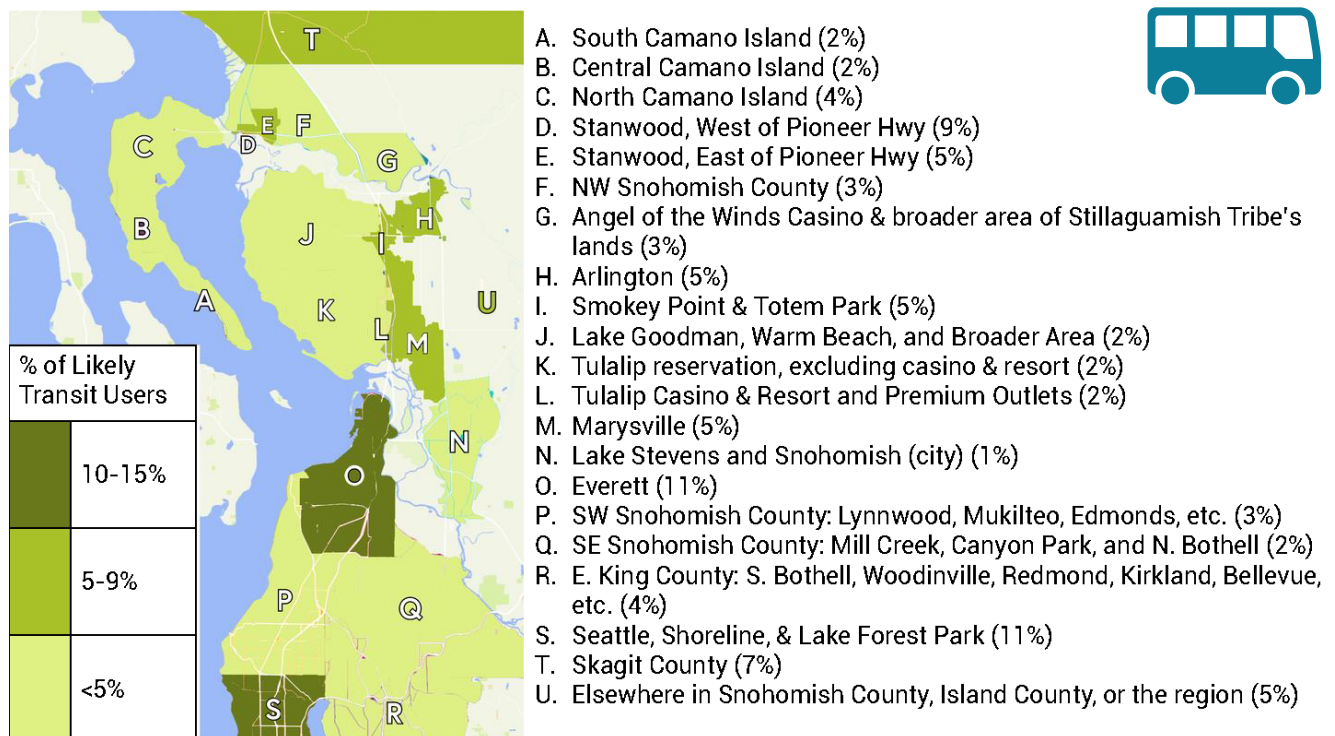 T
E
F
D
C
G
H
B
J
I
A
U
K
L
M
N
O
P
Q
S
R
% of Likely
Transit Users
10-15%
5-9%
<5%
A. South Camano Island (2%)
B. Central Camano Island (2%)
C. North Camano Island (4%)
D. Stanwood, West of Pioneer Hwy (9%)
E. Stanwood, East of Pioneer Hwy (5%)
F. NW Snohomish County (3%)
G. Angel of the Winds Casino & broader area of Stillaguamish Tribe's
lands (3%)
H. Arlington (5%)
I. Smokey Point & Totem Park (5%)
J. Lake Goodman, Warm Beach, and Broader Area (2%)
K. Tulalip reservation, excluding casino & resort (2%)
L. Tulalip Casino & Resort and Premium Outlets (2%)
M. Marysville (5%)
N. Lake Stevens and Snohomish (city) (1%)
O. Everett (11%)
P. SW Snohomish County: Lynnwood, Mukilteo, Edmonds, etc. (3%)
Q. SE Snohomish County: Mill Creek, Canyon Park, and N. Bothell (2%)
R. E. King County: S. Bothell, Woodinville, Redmond, Kirkland, Bellevue,
etc. (4%)
S. Seattle, Shoreline, & Lake Forest Park (11%)
T. Skagit County (7%)
U. Elsewhere in Snohomish County, Island County, or the region (5%)